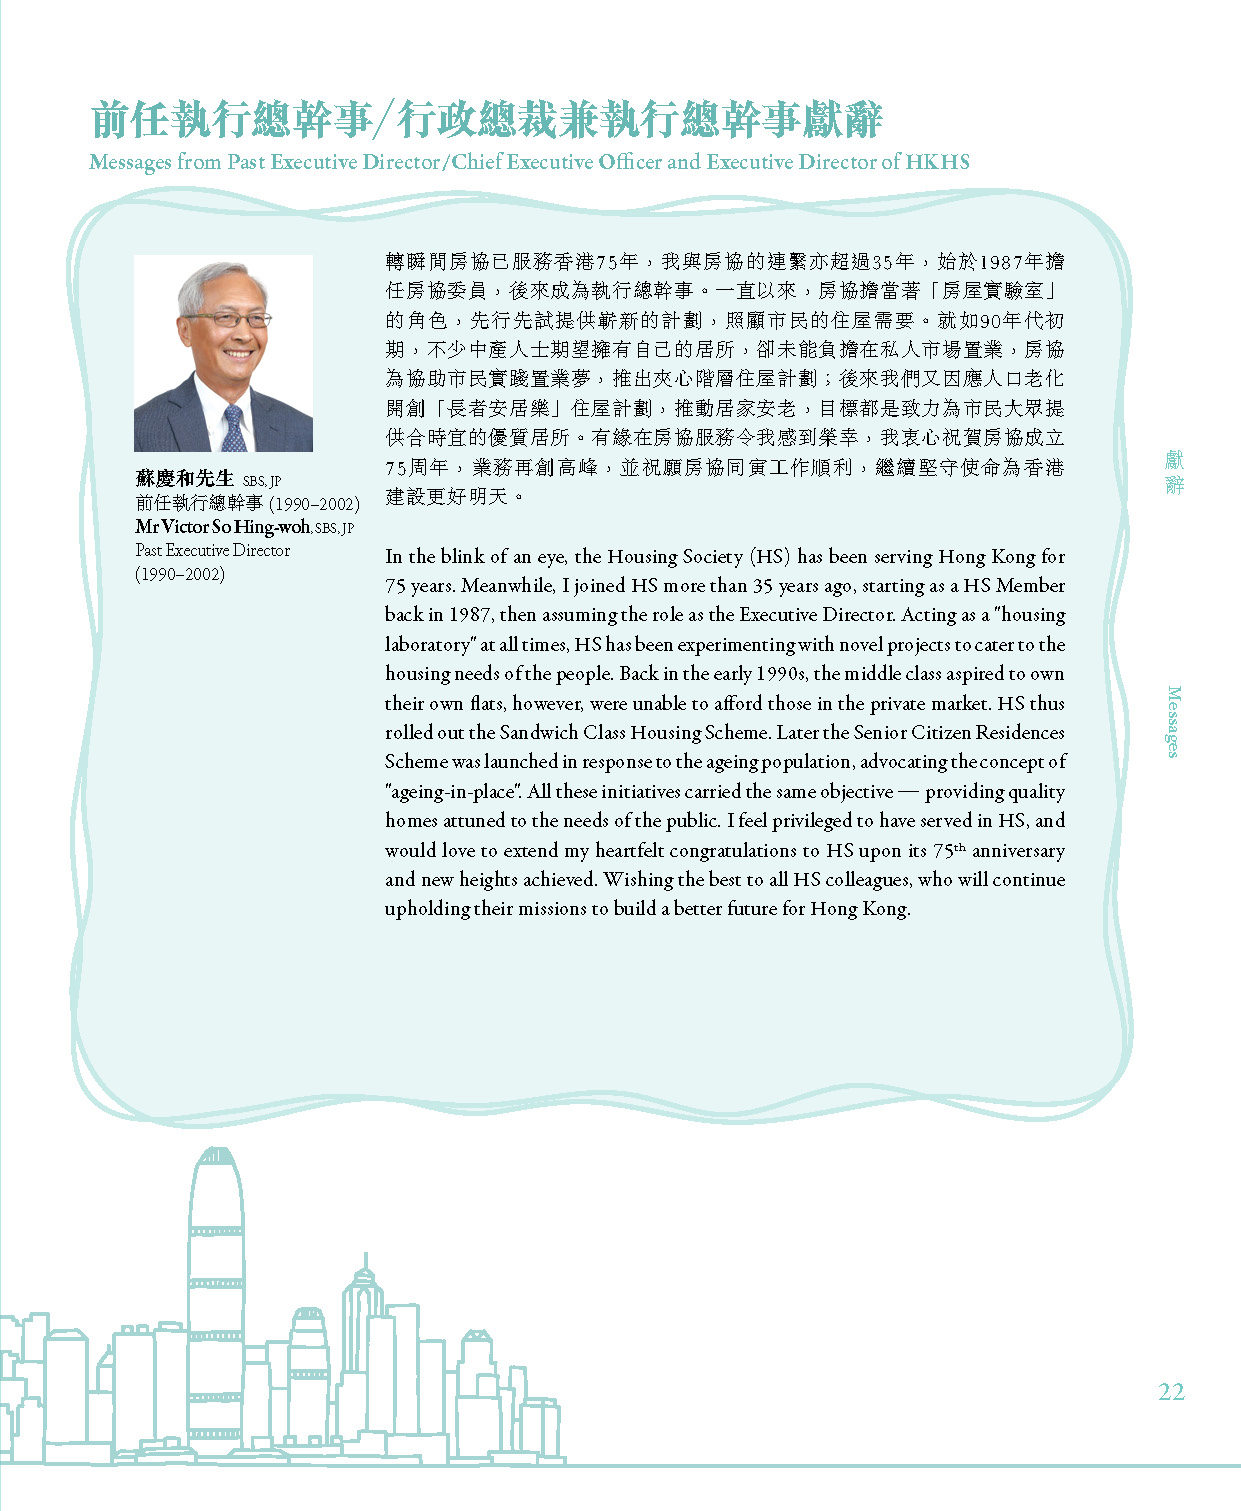 前任執行總幹事/行政總裁兼執行總幹事獻辭
Messages from Past Executive Director/Chief Executive Officer and Executive Director of HKHS
蘇慶和先生 SBS, JP
前任執行總幹事 (1990–2002)
Mr Victor So Hing-woh, SBS, JP
Past Executive Director
(1990–2002)
轉瞬間房協已服務香港75年，我與房協的連繫亦超過35年，始於1987年擔
任房協委員，後來成為執行總幹事。一直以來，房協擔當著「房屋實驗室」
的角色，先行先試提供嶄新的計劃，照顧市民的住屋需要。就如90年代初
期，不少中產人士期望擁有自己的居所，卻未能負擔在私人市場置業，房協
為協助市民實踐置業夢，推出夾心階層住屋計劃；後來我們又因應人口老化
開創「長者安居樂」住屋計劃，推動居家安老，目標都是致力為市民大眾提
供合時宜的優質居所。有緣在房協服務令我感到榮幸，我衷心祝賀房協成立
75周年，業務再創高峰，並祝願房協同寅工作順利，繼續堅守使命為香港
建設更好明天。
In the blink of an eye, the Housing Society (HS) has been serving Hong Kong for
75 years. Meanwhile, I joined HS more than 35 years ago, starting as a HS Member
back in 1987, then assuming the role as the Executive Director. Acting as a "housing
laboratory" at all times, HS has been experimenting with novel projects to cater to the
housing needs of the people. Back in the early 1990s, the middle class aspired to own
their own flats, however, were unable to afford those in the private market. HS thus
rolled out the Sandwich Class Housing Scheme. Later the Senior Citizen Residences
Scheme was launched in response to the ageing population, advocating the concept of
"ageing-in-place". All these initiatives carried the same objective — providing quality
homes attuned to the needs of the public. I feel privileged to have served in HS, and
would love to extend my heartfelt congratulations to HS upon its 75th anniversary
and new heights achieved. Wishing the best to all HS colleagues, who will continue
upholding their missions to build a better future for Hong Kong.
獻辭
Messages
22